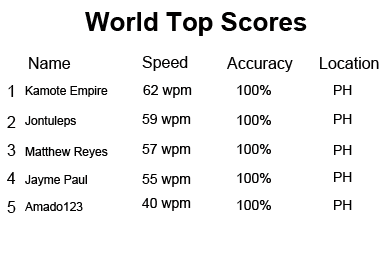 World Top Scores
Name Speed Accuracy Location
1 Kamote Empire 62 wpm 100% PH
2 Jontuleps 59 wpm 100% PH
3 Matthew Reyes 57 wpm 100% PH
4 Jayme Paul 55 wpm 100% PH
5 Amado123 40 wpm 100% PH